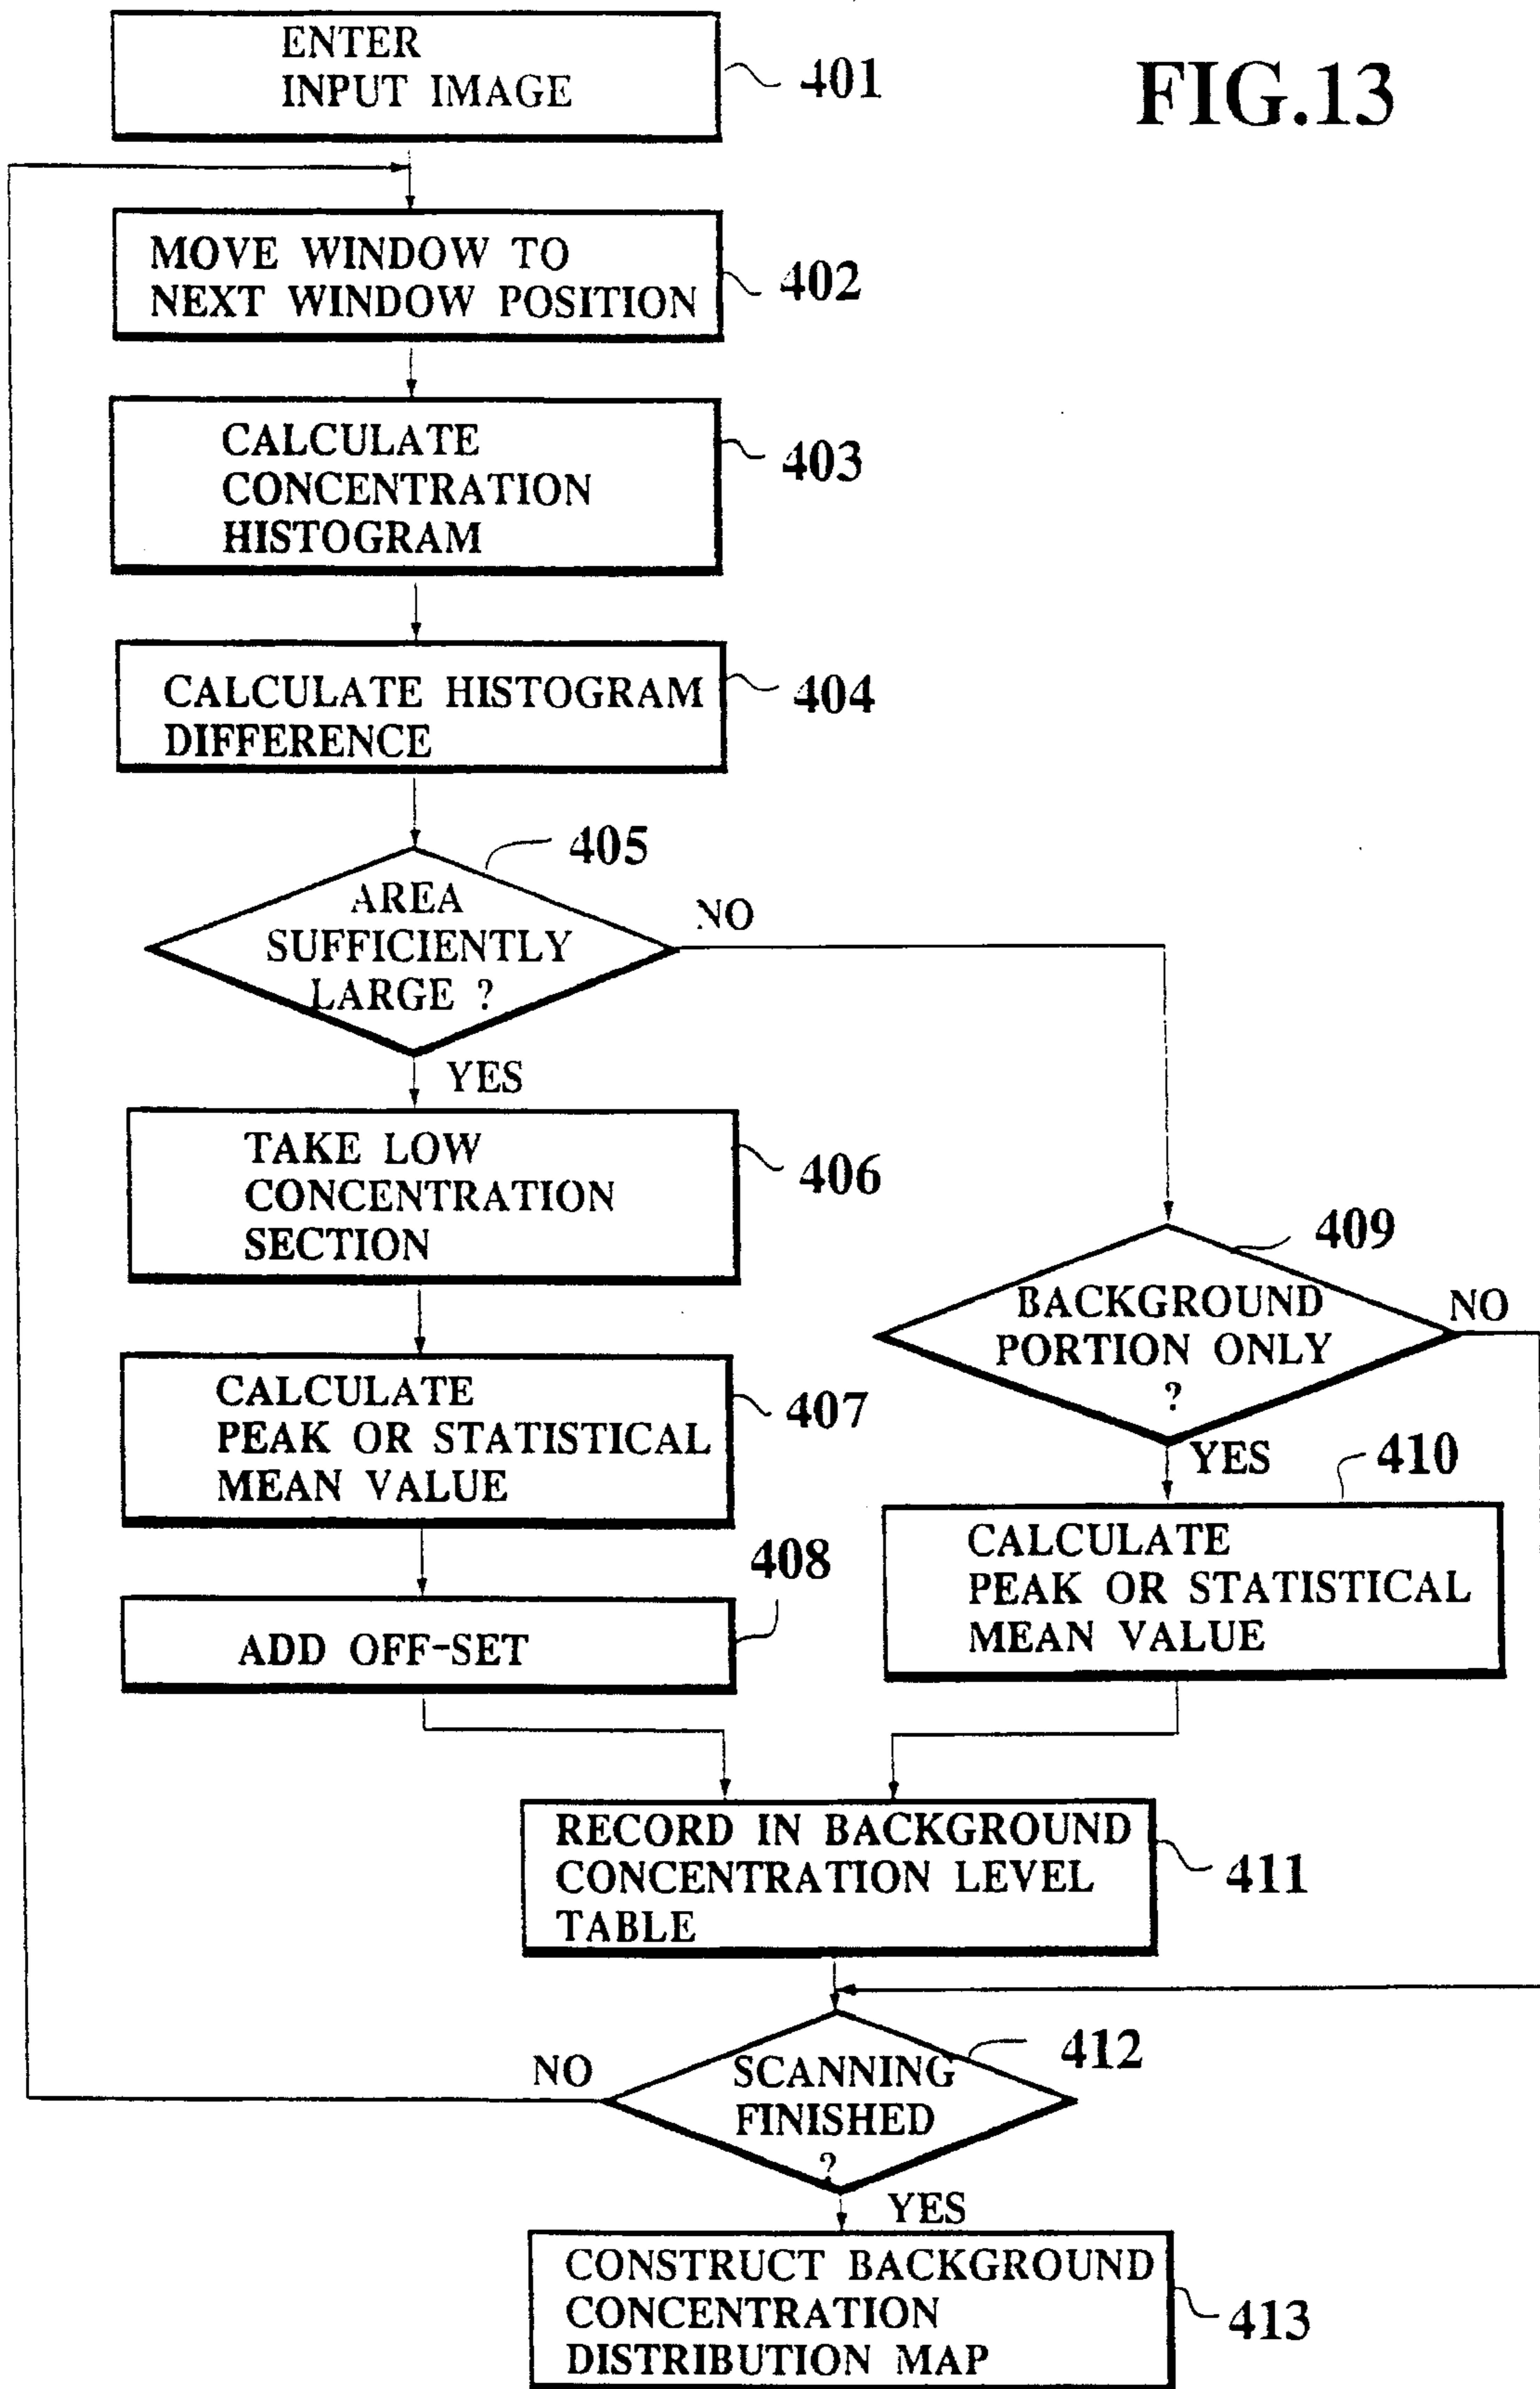 FIG.13
ENTER
INPUT IMAGE
401
MOVE WINDOW TO
NEXT WINDOW POSITION
402
CALCULATE
CONCENTRATION
HISTOGRAM
403
CALCULATE HISTOGRAM
DIFFERENCE
404
405
AREA
SUFFICIENTLY
LARGE ?
NO
YES
TAKE LOW
CONCENTRATION
SECTION
406
CALCULATE
PEAK OR STATISTICAL
MEAN VALUE
407
ADD OFF-SET
408
409
BACKGROUND
PORTION ONLY
?
NO
YES
410
CALCULATE
PEAK OR STATISTICAL
MEAN VALUE
RECORD IN BACKGROUND
CONCENTRATION LEVEL
TABLE
411
412
SCANNING
FINISHED
?
NO
YES
CONSTRUCT BACKGROUND
CONCENTRATION
DISTRIBUTION MAP
413